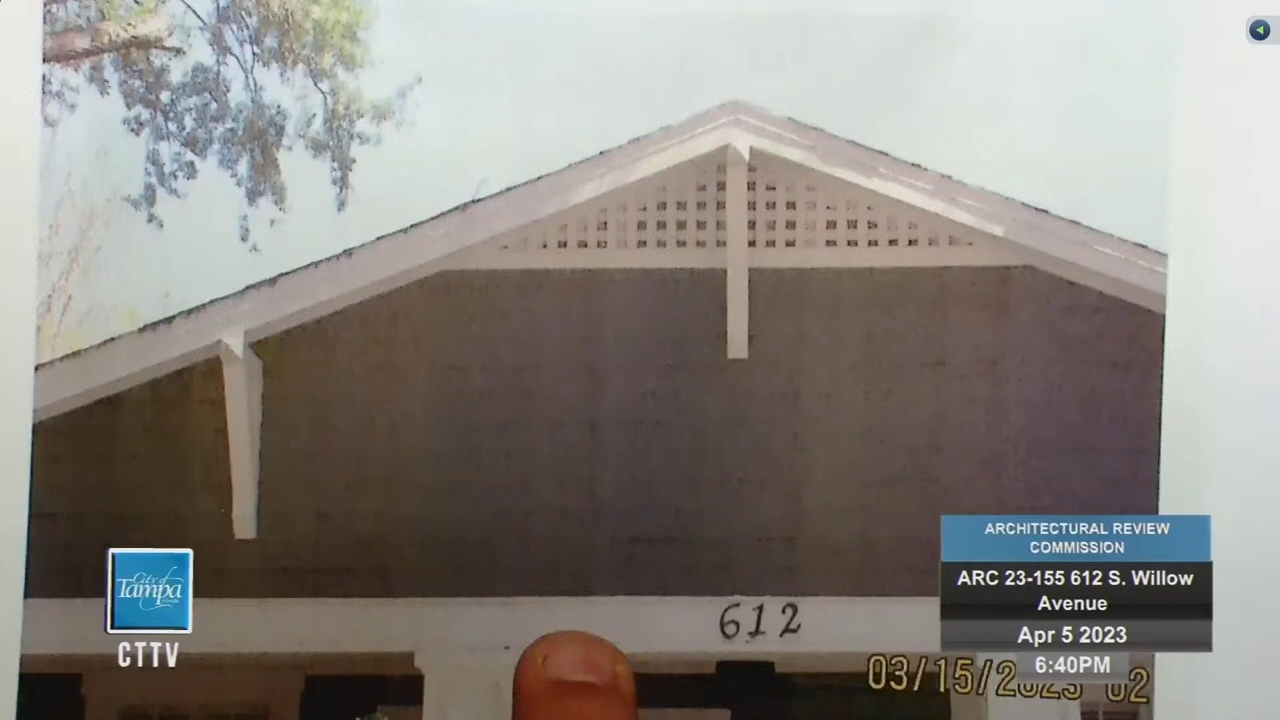 612
ARCHITECTURAL REVIEW
COMMISSION
ARC 23-155 612 S. Willow
Avenue
Apr 5 2023
6:40PM
City of
Tampa
CTTV
03/15/2023 02